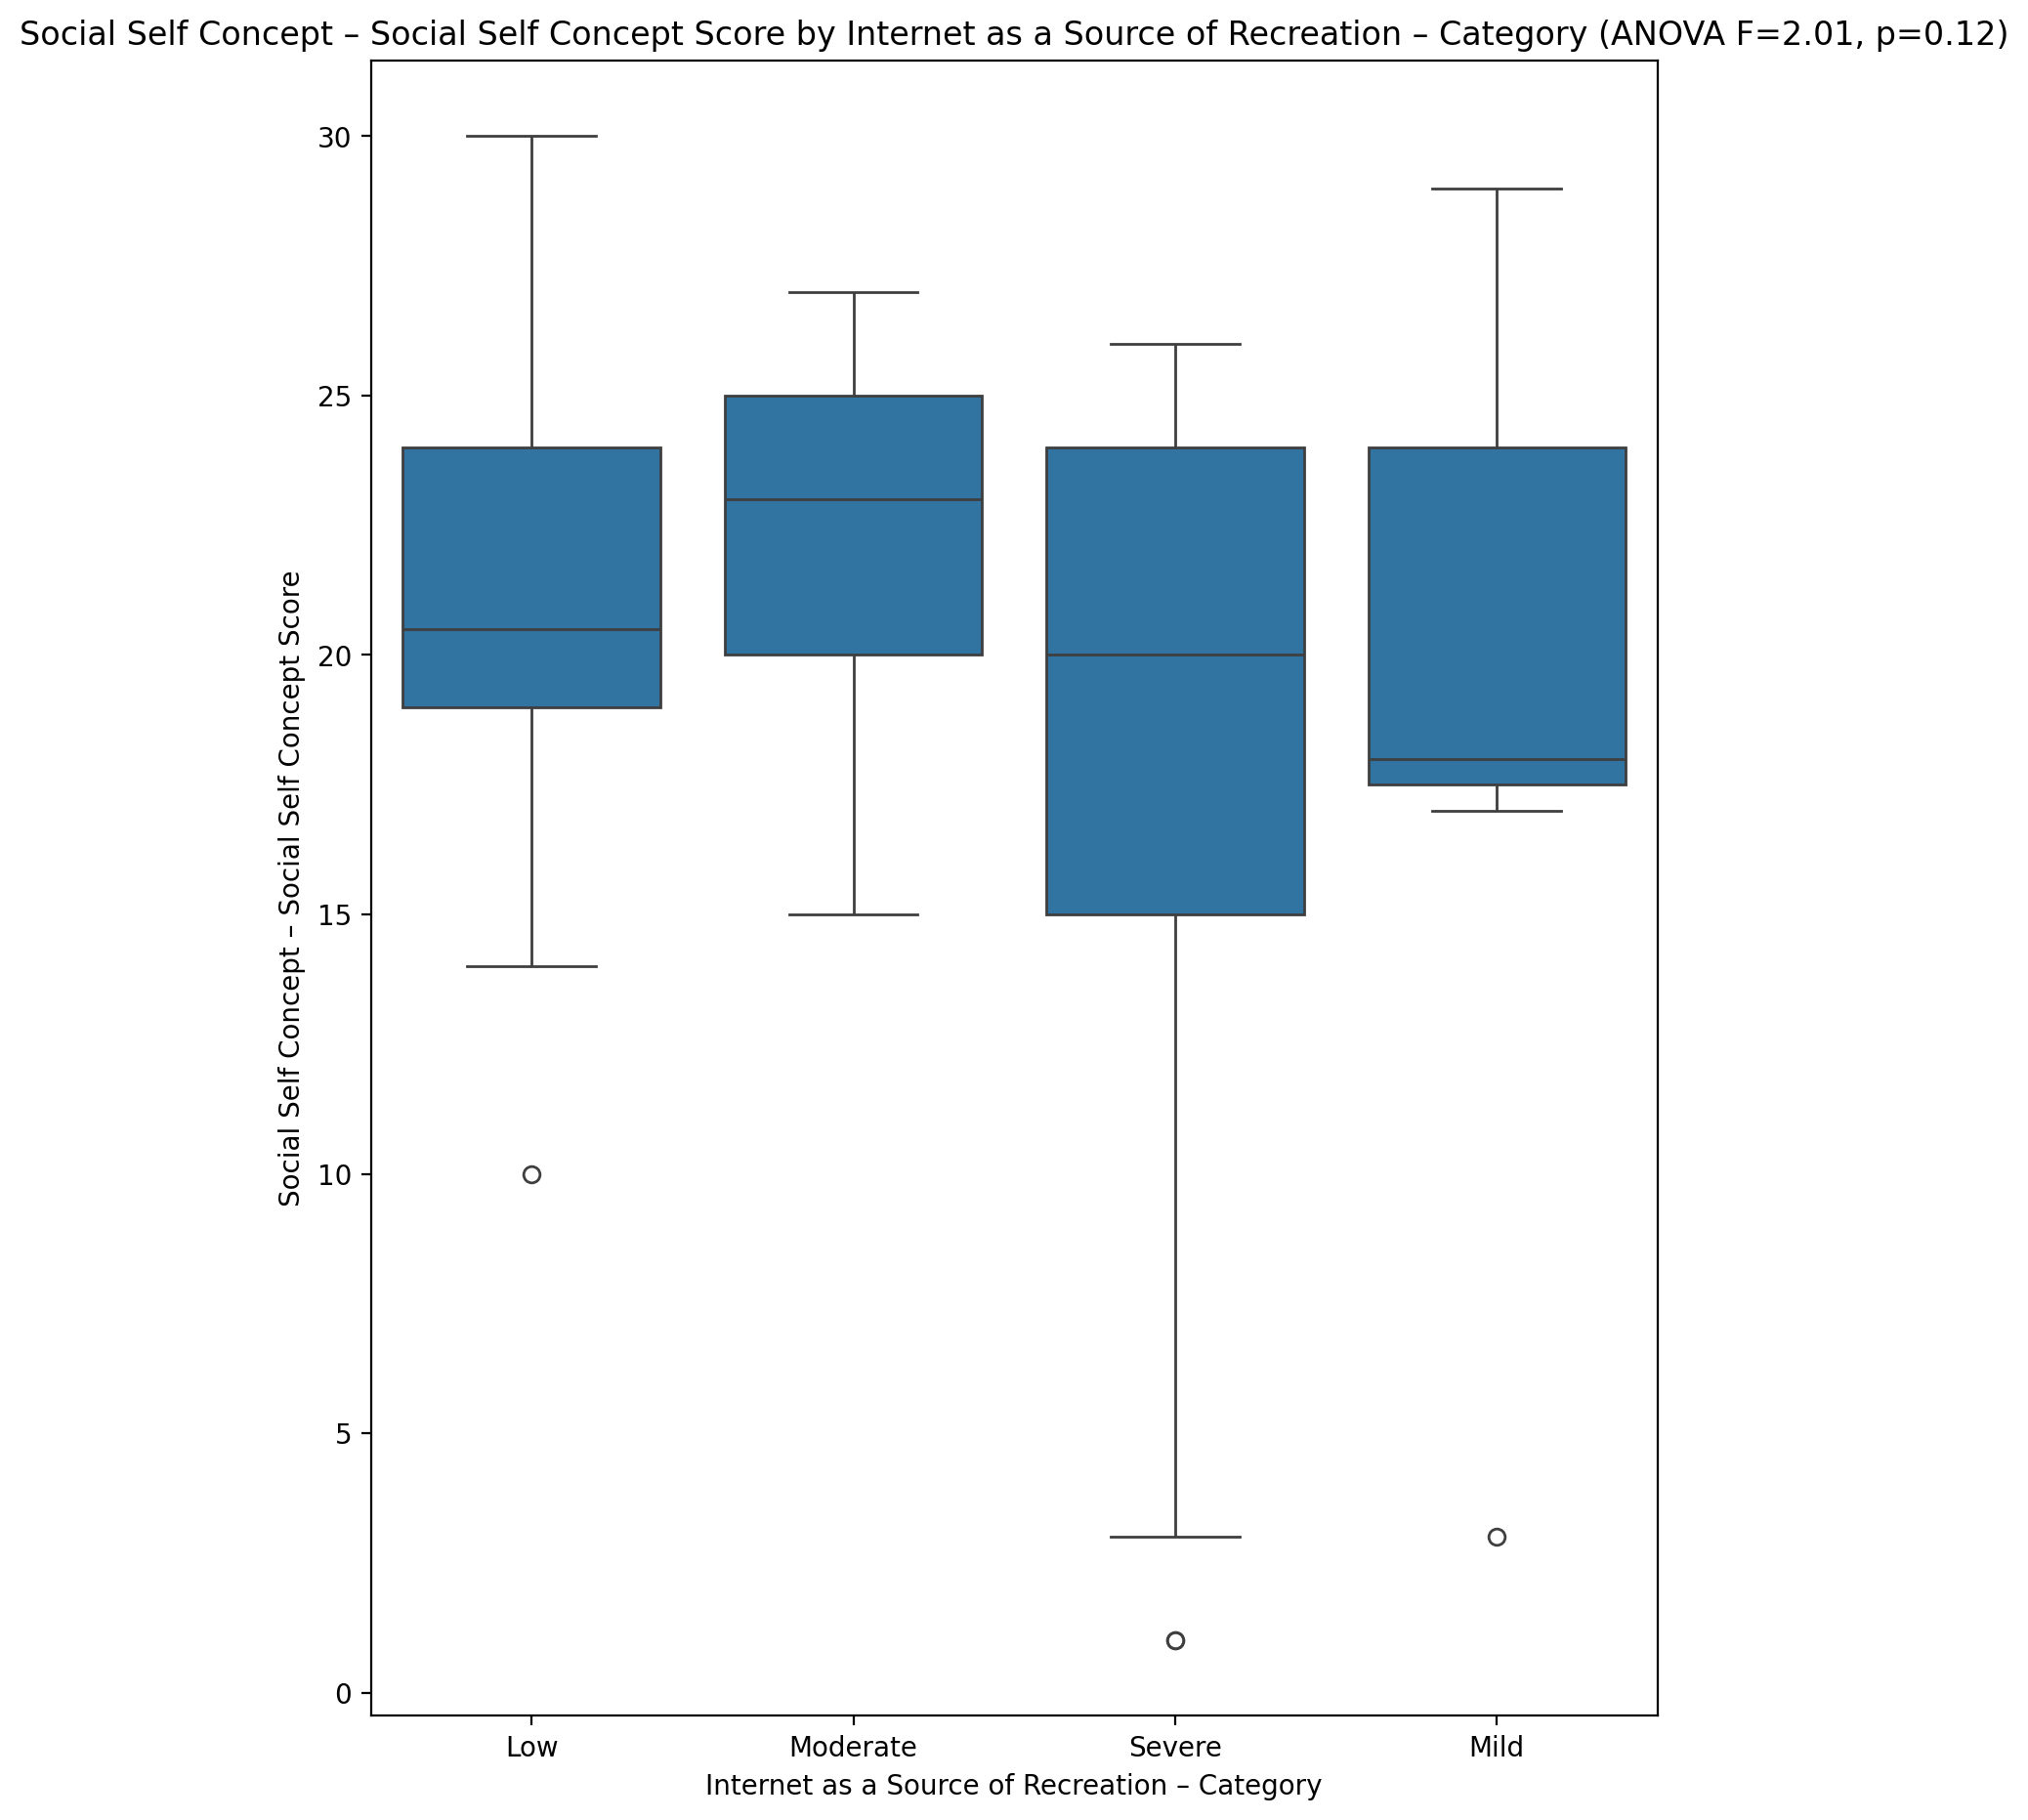 Social Self Concept – Social Self Concept Score by Internet as a Source of Recreation – Category (ANOVA F=2.01, p=0.12)
Social Self Concept – Social Self Concept Score
30
25
20
15
10
5
0
Low Moderate Severe Mild
Internet as a Source of Recreation – Category